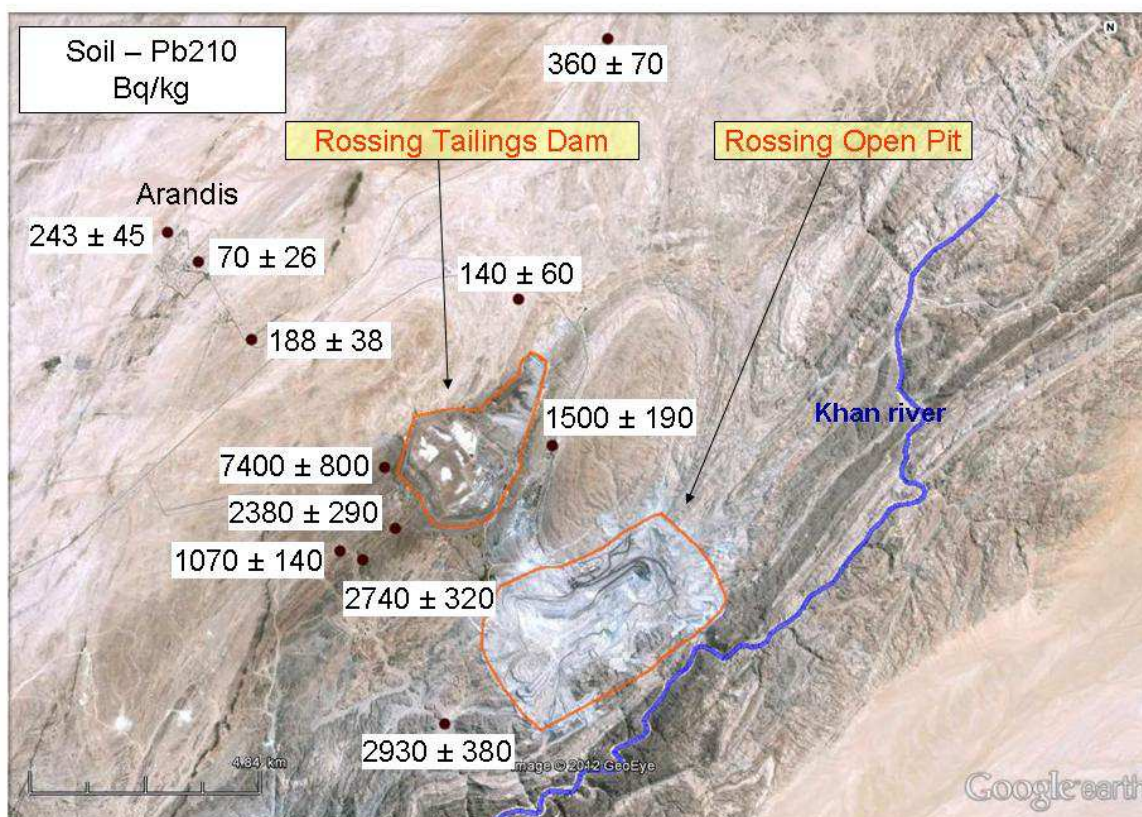 Soil – Pb210
Bq/kg
N
360 ± 70
Rossing Tailings Dam
Rossing Open Pit
Arandis
243 ± 45
70 ± 26
140 ± 60
188 ± 38
Khan river
1500 ± 190
7400 ± 800
2380 ± 290
1070 ± 140
2740 ± 320
2930 ± 380
4.84 km
Image © 2012 GeoEye
Google earth